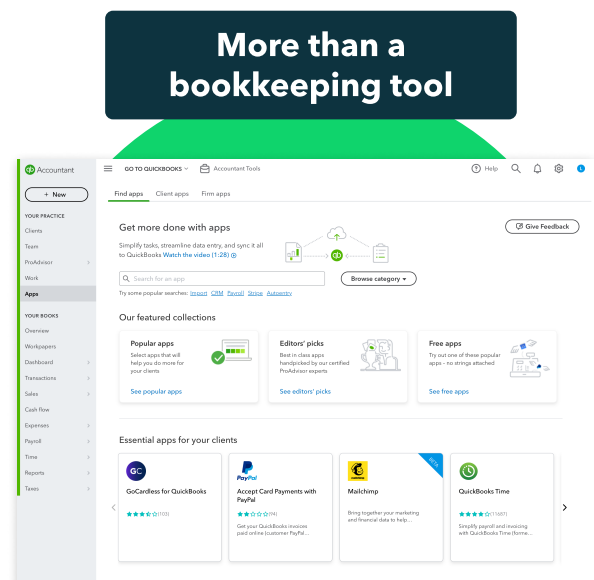 More than a
bookkeeping tool
qb Accountant
GO TO QUICKBOOKS
Accountant Tools
Help
L
+ New
YOUR PRACTICE
Clients
Team
ProAdvisor
Work
Apps
YOUR BOOKS
Overview
Workpapers
Dashboard
Transactions
Sales
Cash flow
Expenses
Payroll
Time
Reports
Taxes
Find apps
Client apps
Firm apps
Get more done with apps
Simplify tasks, streamline data entry, and sync it all
to QuickBooks Watch the video (1:28)
qb
Give Feedback
Search for an app
Browse category
Try some popular searches: Import CRM Payroll Stripe Autoentry
Our featured collections
Popular apps
Select apps that will
help you do more for
your clients
See popular apps
Editors' picks
Best in class apps
handpicked by our certified
ProAdvisor experts
See editors' picks
Free apps
Try out one of these popular
apps – no strings attached
See free apps
Essential apps for your clients
GC
GoCardless for QuickBooks
(103)
PayPal
Accept Card Payments with
PayPal
(94)
Get your QuickBooks invoices
paid online (customer PayPal...
BETA
Mailchimp
Bring together your marketing
and financial data to help...
QuickBooks Time
(11687)
Simplify payroll and invoicing
with QuickBooks Time (forme...